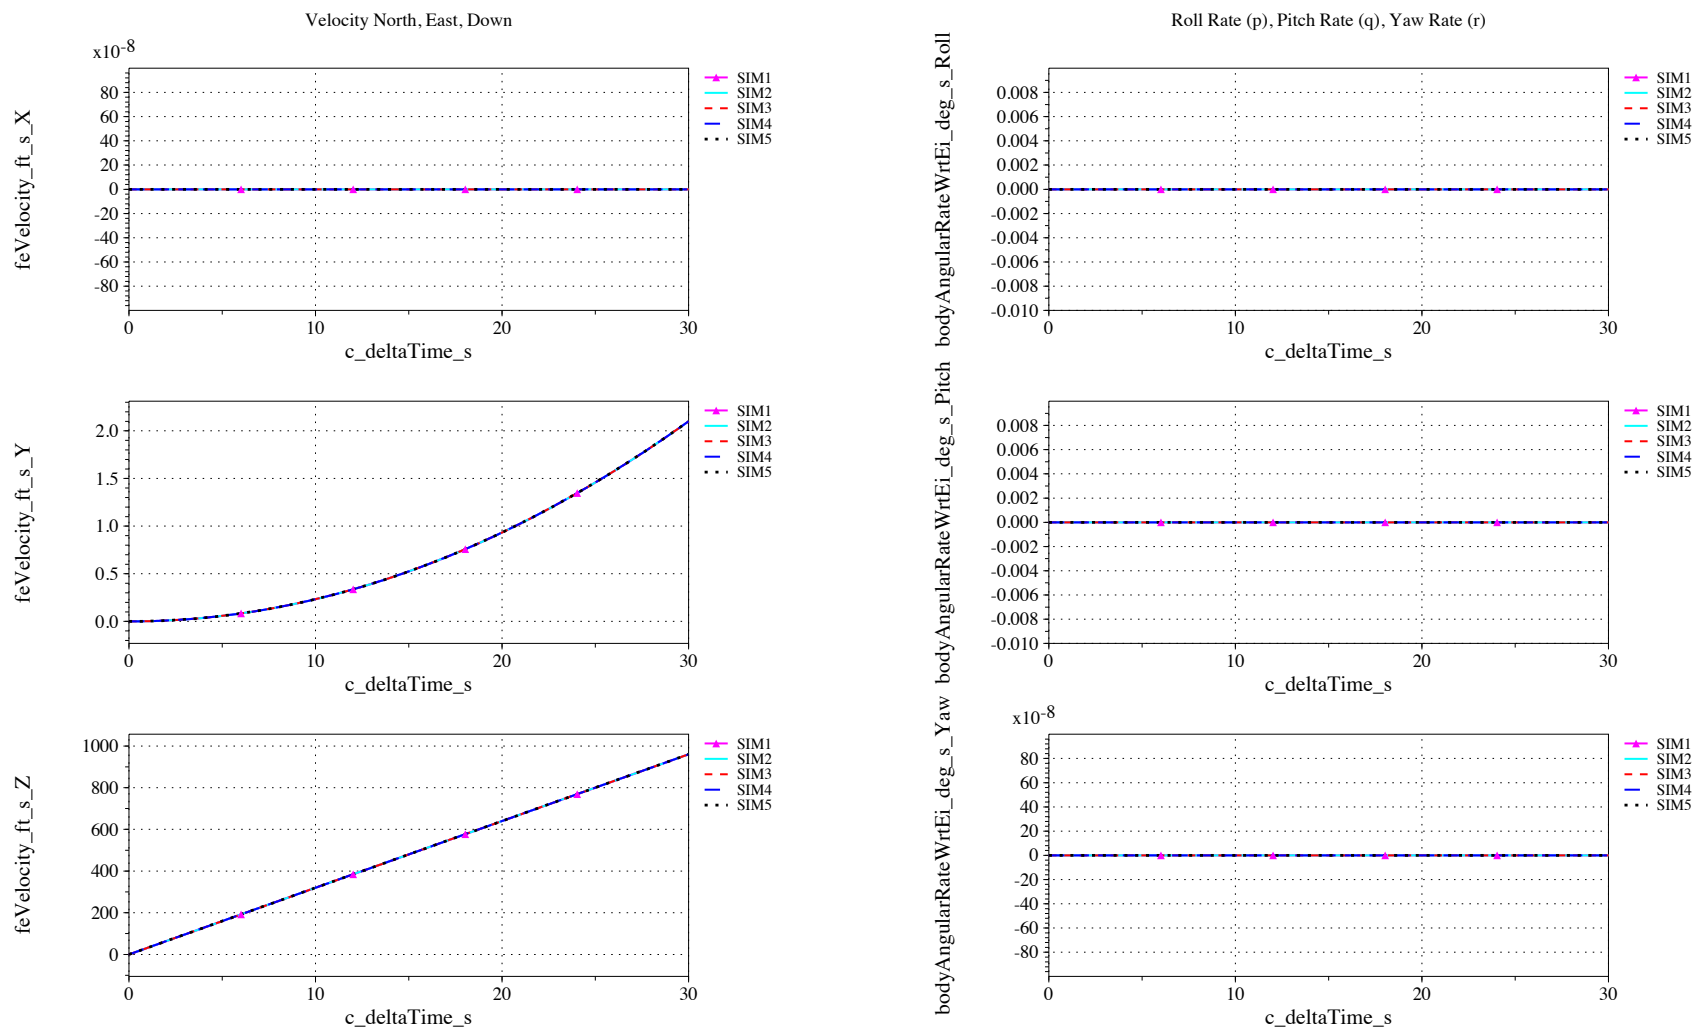 Velocity North, East, Down
x10-8
feVelocity_ft_s_X
80
60
40
20
0
-20
-40
-60
-80
0 10 20 30
c_deltaTime_s
SIM1
SIM2
SIM3
SIM4
SIM5
feVelocity_ft_s_Y
2.0
1.5
1.0
0.5
0.0
0 10 20 30
c_deltaTime_s
SIM1
SIM2
SIM3
SIM4
SIM5
feVelocity_ft_s_Z
1000
800
600
400
200
0
0 10 20 30
c_deltaTime_s
SIM1
SIM2
SIM3
SIM4
SIM5
Roll Rate (p), Pitch Rate (q), Yaw Rate (r)
bodyAngularRateWrtEi_deg_s_Roll
0.008
0.006
0.004
0.002
0.000
-0.002
-0.004
-0.006
-0.008
-0.010
0 10 20 30
c_deltaTime_s
SIM1
SIM2
SIM3
SIM4
SIM5
bodyAngularRateWrtEi_deg_s_Pitch
0.008
0.006
0.004
0.002
0.000
-0.002
-0.004
-0.006
-0.008
-0.010
0 10 20 30
c_deltaTime_s
SIM1
SIM2
SIM3
SIM4
SIM5
bodyAngularRateWrtEi_deg_s_Yaw
x10-8
80
60
40
20
0
-20
-40
-60
-80
0 10 20 30
c_deltaTime_s
SIM1
SIM2
SIM3
SIM4
SIM5